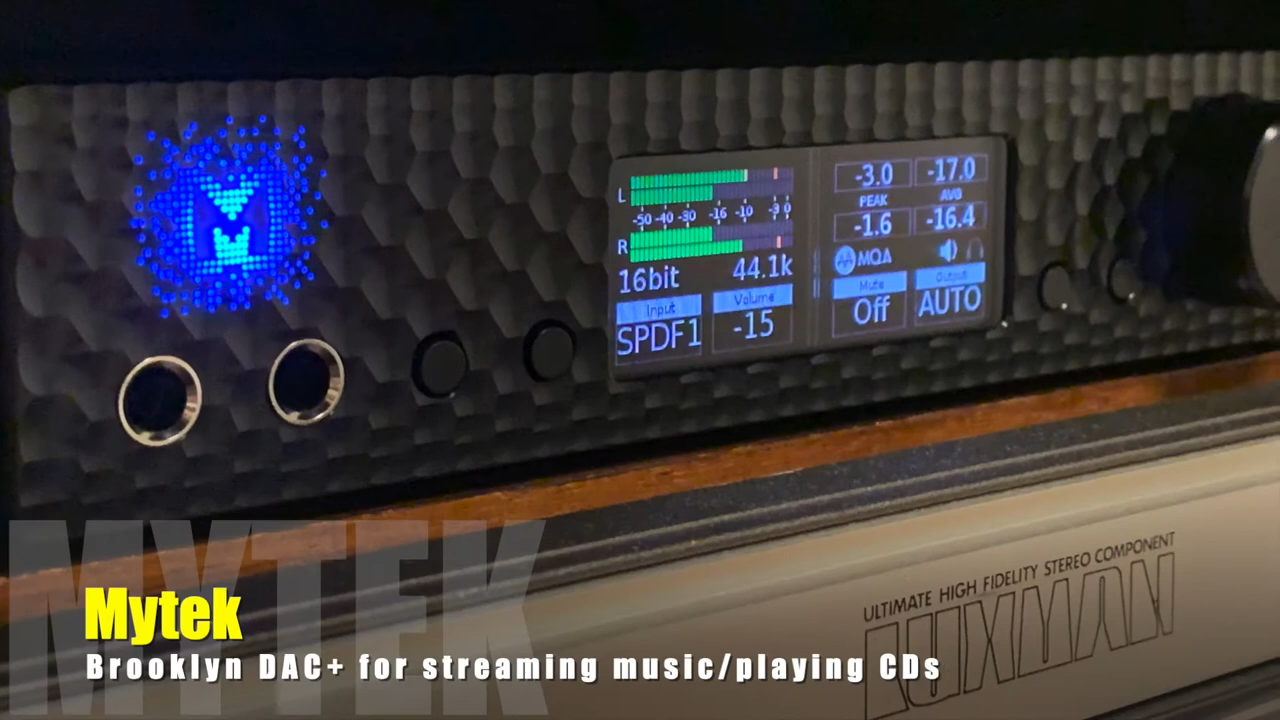 L
-50 -40 -30 -16 -10 -3 0
R
16bit 44.1k
Input
SPDF1
Volume
-15
-3.0 -17.0
PEAK AVG
-1.6 -16.4
MQA
Mute
Off
Output
AUTO
ULTIMATE HIGH FIDELITY STEREO COMPONENT
LUXMAN
MYTEK
Mytek
Brooklyn DAC+ for streaming music/playing CDs